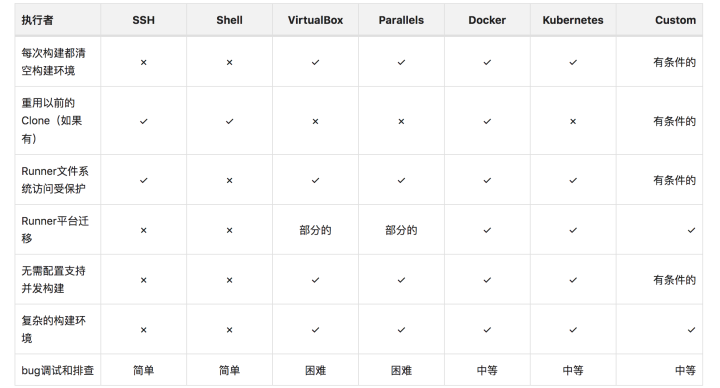 执行者 SSH Shell VirtualBox Parallels Docker Kubernetes Custom
每次构建都清
空构建环境 × × ✓ ✓ ✓ ✓ 有条件的
重用以前的
Clone（如果 ✓ ✓ × × ✓ × 有条件的
有）
Runner文件系
统访问受保护 ✓ × ✓ ✓ ✓ ✓ 有条件的
Runner平台迁
移 × × 部分的 部分的 ✓ ✓ ✓
无需配置支持
并发构建 × × ✓ ✓ ✓ ✓ 有条件的
复杂的构建环
境 × × ✓ ✓ ✓ ✓ ✓
bug调试和排查 简单 简单 困难 困难 中等 中等 中等